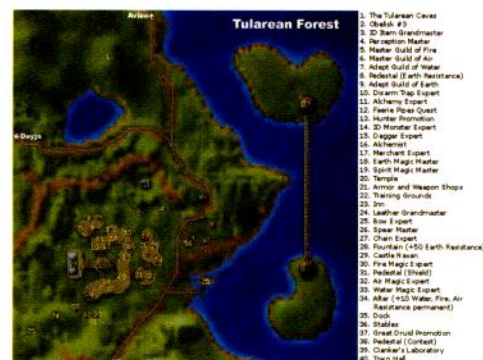 Avlee
Tularean Forest
Deyja
1. The Tularean Caves
2. Obelisk #3
3. ID Item Grandmaster
4. Perception Master
5. Master Guild of Fire
6. Master Guild of Air
7. Adept Guild of Water
8. Pedestal (Earth Resistance)
9. Adept Guild of Earth
10. Disarm Trap Expert
11. Alchemy Expert
12. Faerie Pipes Quest
13. Hunter Promotion
14. ID Monster Expert
15. Dagger Expert
16. Alchemist
17. Merchant Expert
18. Earth Magic Master
19. Spirit Magic Master
20. Temple
21. Armor and Weapon Shops
22. Training Grounds
23. Inn
24. Leather Grandmaster
25. Bow Expert
26. Spear Master
27. Chain Expert
28. Fountain (+50 Earth Resistance)
29. Castle Navan
30. Fire Magic Expert
31. Pedestal (Shield)
32. Air Magic Expert
33. Water Magic Expert
34. Altar (+10 Water, Fire, Air
Resistance permanent)
35. Dock
36. Stables
37. Great Druid Promotion
38. Pedestal (Contest)
39. Clanker's Laboratory
40. Town Hall